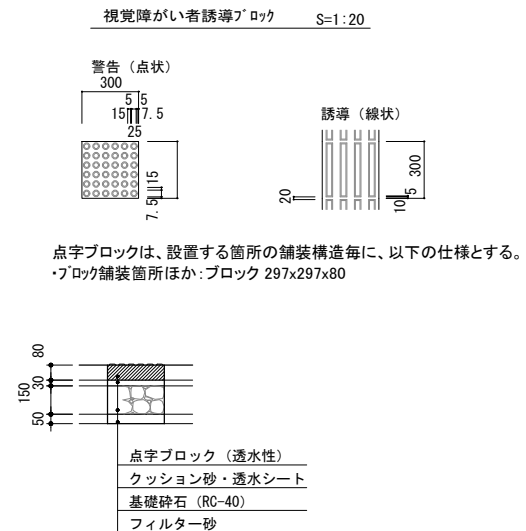 視覚障がい者誘導ブロック S=1:20
警告（点状）
300
5 5
15 7.5
25
15
7.5
誘導（線状）
300
20
5
10
点字ブロックは、設置する箇所の舗装構造毎に、以下の仕様とする。
・ブロック舗装箇所ほか：ブロック 297x297x80
80
30
150
50
点字ブロック（透水性）
クッション砂・透水シート
基礎砕石（RC-40）
フィルター砂